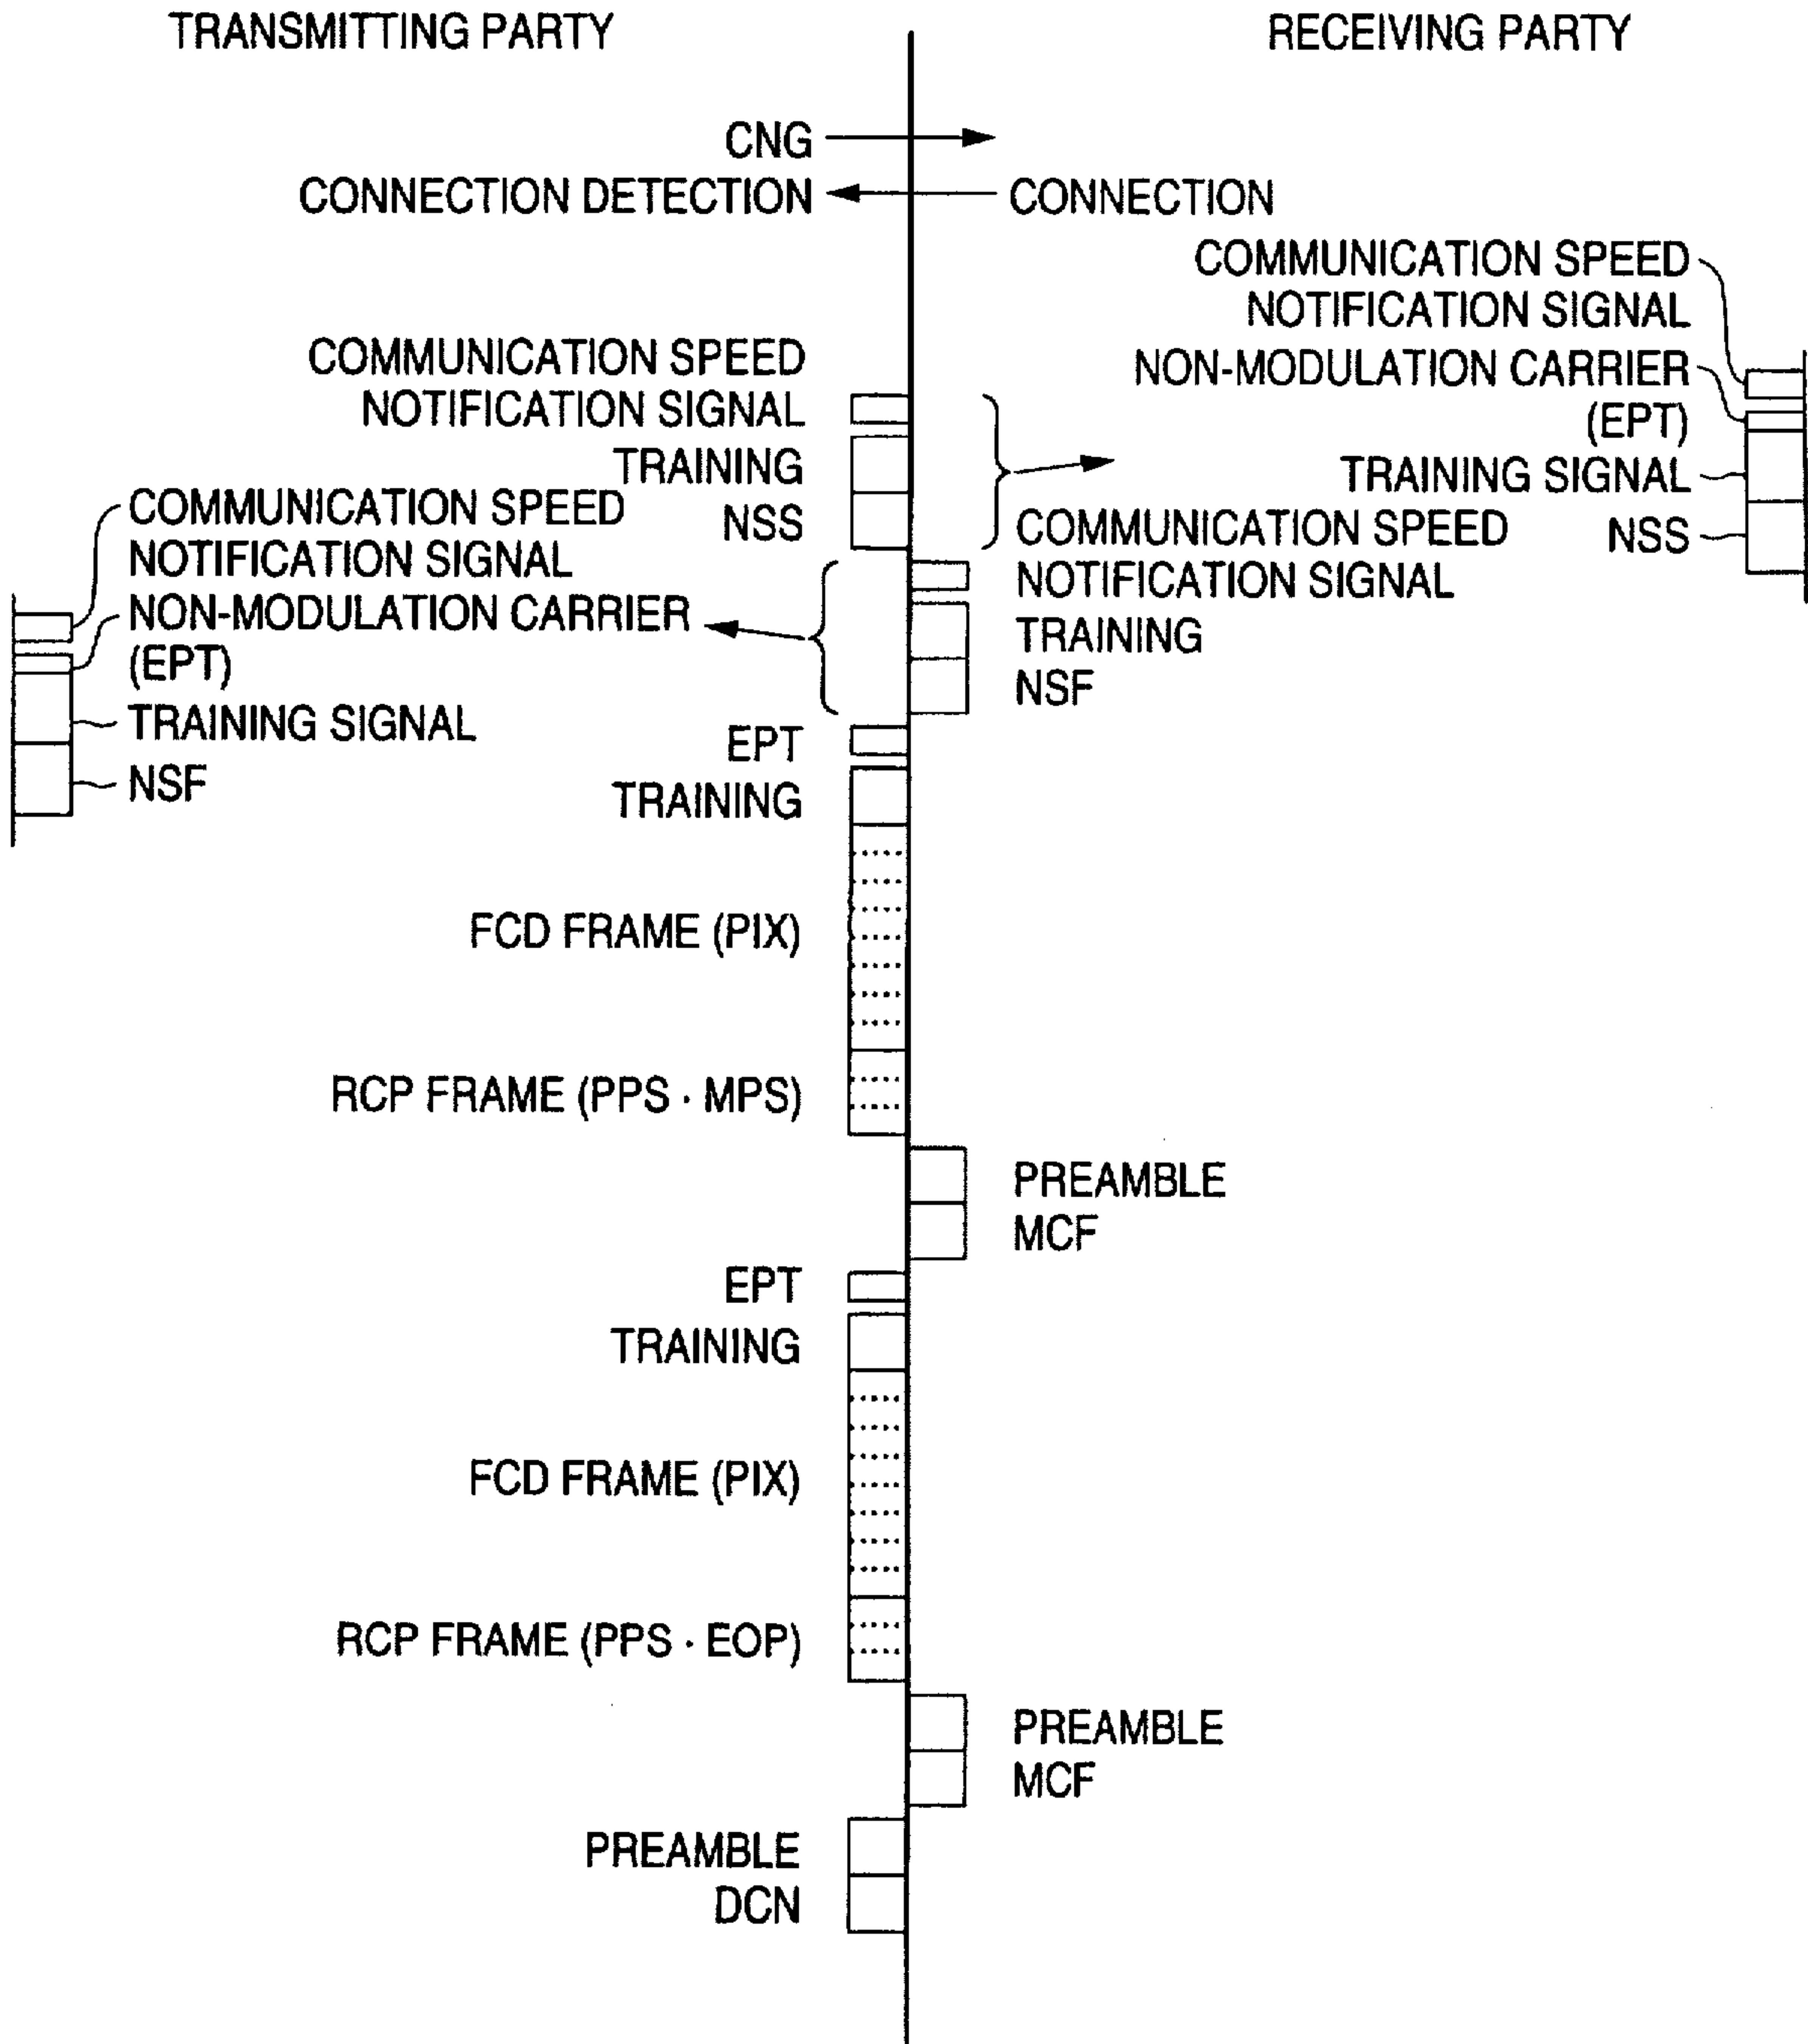 TRANSMITTING PARTY
RECEIVING PARTY
CNG
CONNECTION DETECTION
CONNECTION
COMMUNICATION SPEED
NOTIFICATION SIGNAL
NON-MODULATION CARRIER
(EPT)
TRAINING SIGNAL
NSS
COMMUNICATION SPEED
NOTIFICATION SIGNAL
TRAINING
NSS
COMMUNICATION SPEED
NOTIFICATION SIGNAL
TRAINING
NSF
COMMUNICATION SPEED
NOTIFICATION SIGNAL
NON-MODULATION CARRIER
(EPT)
TRAINING SIGNAL
NSF
EPT
TRAINING
FCD FRAME (PIX)
RCP FRAME (PPS · MPS)
PREAMBLE
MCF
EPT
TRAINING
FCD FRAME (PIX)
RCP FRAME (PPS · EOP)
PREAMBLE
MCF
PREAMBLE
DCN